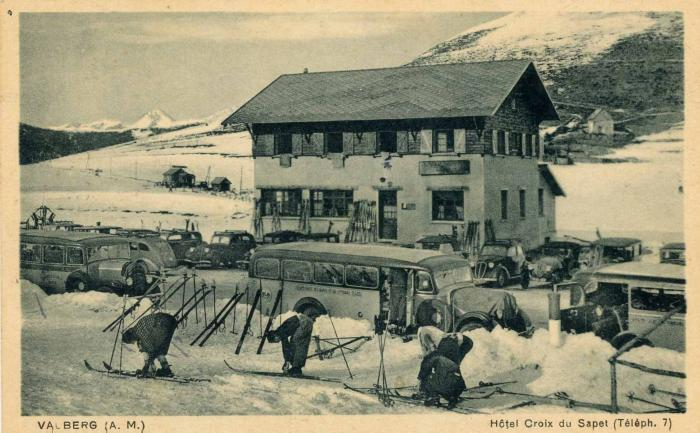 VALBERG (A. M.)
Hôtel Croix du Sapet (Téléph. 7)